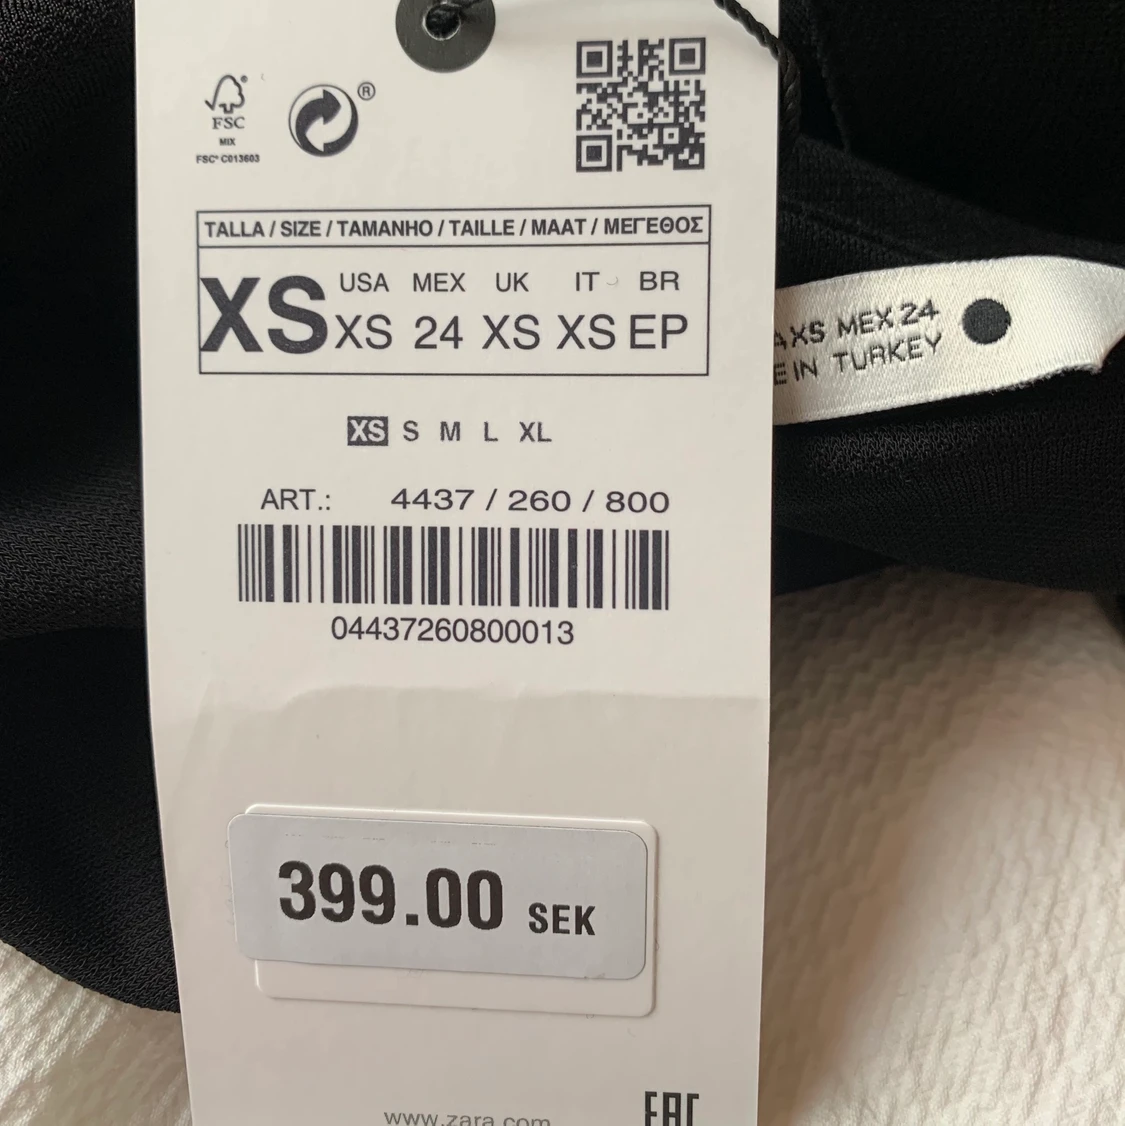 FSC
MIX
FSC® C013603
®
TALLA / SIZE / TAMANHO / TAILLE / MAAT / ΜΕΓΕΘΟΣ
XS
USA MEX UK IT BR
XS 24 XS XS EP
XS S M L XL
ART.: 4437 / 260 / 800
04437260800013
399.00 SEK
www.zara.com
EAC
XS MEX 24
IN TURKEY